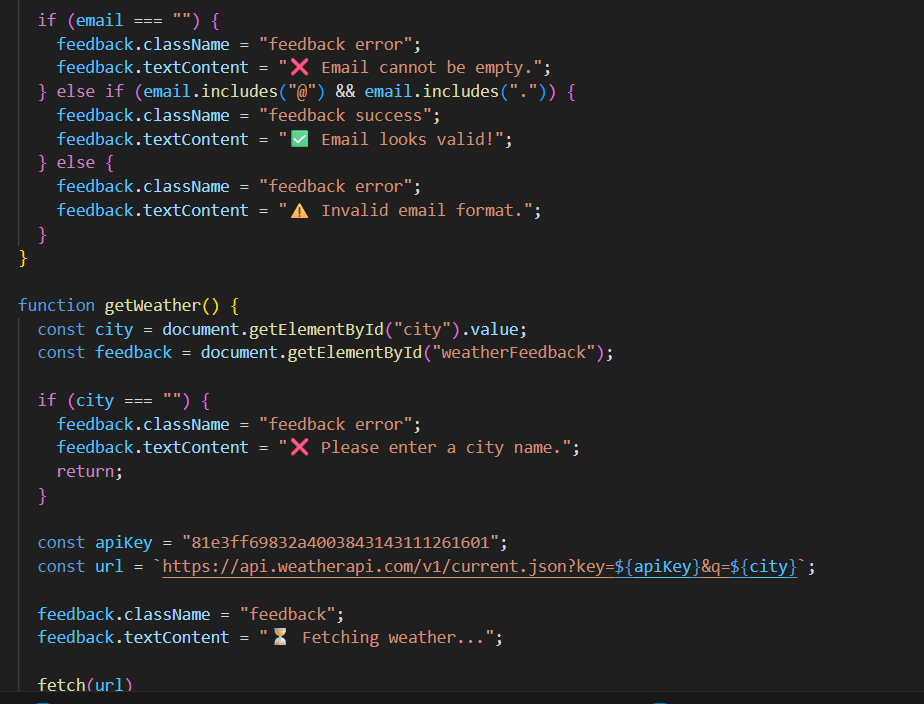 if (email === "") {
feedback.className = "feedback error";
feedback.textContent = "❌ Email cannot be empty.";
} else if (email.includes("@") && email.includes(".")) {
feedback.className = "feedback success";
feedback.textContent = "✅ Email looks valid!";
} else {
feedback.className = "feedback error";
feedback.textContent = "⚠️ Invalid email format.";
}
}
function getWeather() {
const city = document.getElementById("city").value;
const feedback = document.getElementById("weatherFeedback");
if (city === "") {
feedback.className = "feedback error";
feedback.textContent = "❌ Please enter a city name.";
return;
}
const apiKey = "81e3ff69832a4003843143111261601";
const url = `https://api.weatherapi.com/v1/current.json?key=${apiKey}&q=${city}`;
feedback.className = "feedback";
feedback.textContent = "⏳ Fetching weather...";
fetch(url)